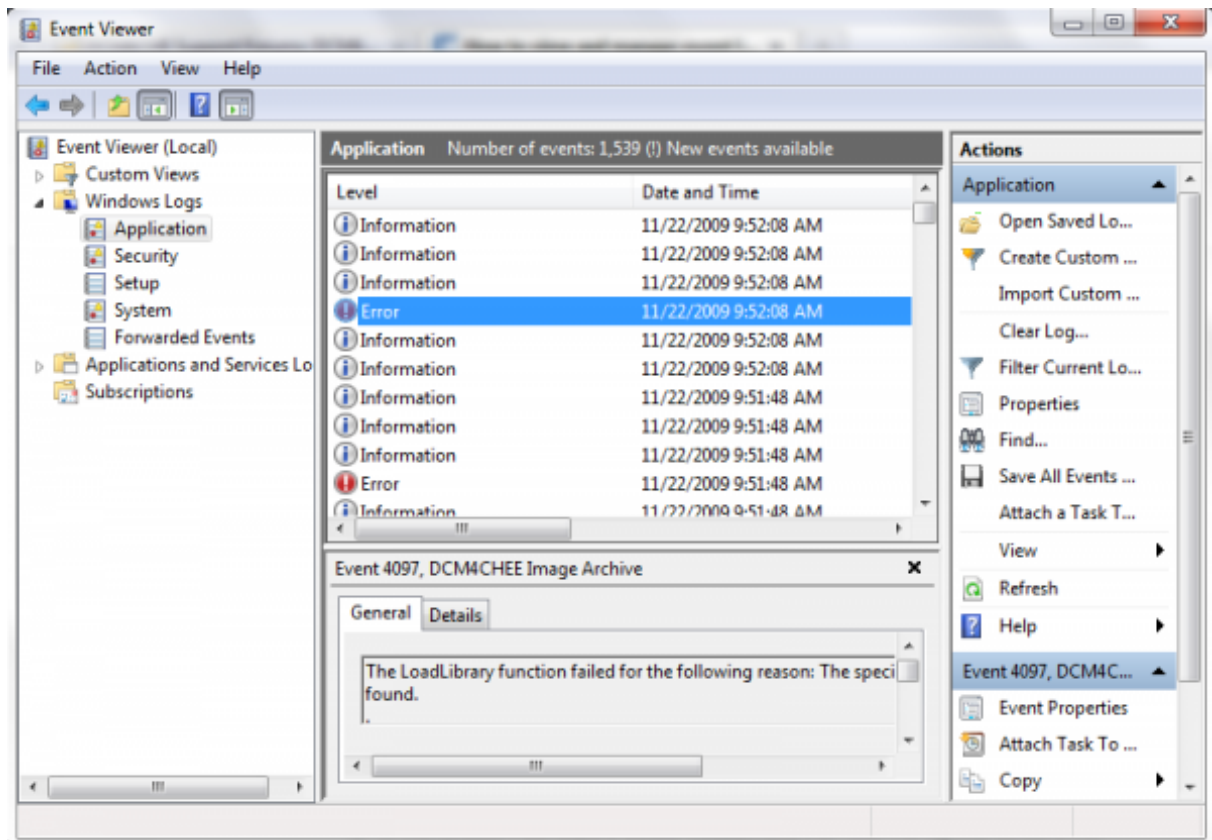 Event Viewer
File Action View Help
Event Viewer (Local)
Custom Views
Windows Logs
Application
Security
Setup
System
Forwarded Events
Applications and Services Lo
Subscriptions
Application Number of events: 1,539 (!) New events available
Level Date and Time
Information 11/22/2009 9:52:08 AM
Information 11/22/2009 9:52:08 AM
Information 11/22/2009 9:52:08 AM
Error 11/22/2009 9:52:08 AM
Information 11/22/2009 9:52:08 AM
Information 11/22/2009 9:52:08 AM
Information 11/22/2009 9:51:48 AM
Information 11/22/2009 9:51:48 AM
Information 11/22/2009 9:51:48 AM
Error 11/22/2009 9:51:48 AM
Information 11/22/2009 9:51:48 AM
Event 4097, DCM4CHEE Image Archive
General Details
The LoadLibrary function failed for the following reason: The speci
found.
.
Actions
Application
Open Saved Lo...
Create Custom ...
Import Custom ...
Clear Log...
Filter Current Lo...
Properties
Find...
Save All Events ...
Attach a Task T...
View
Refresh
Help
Event 4097, DCM4C...
Event Properties
Attach Task To ...
Copy